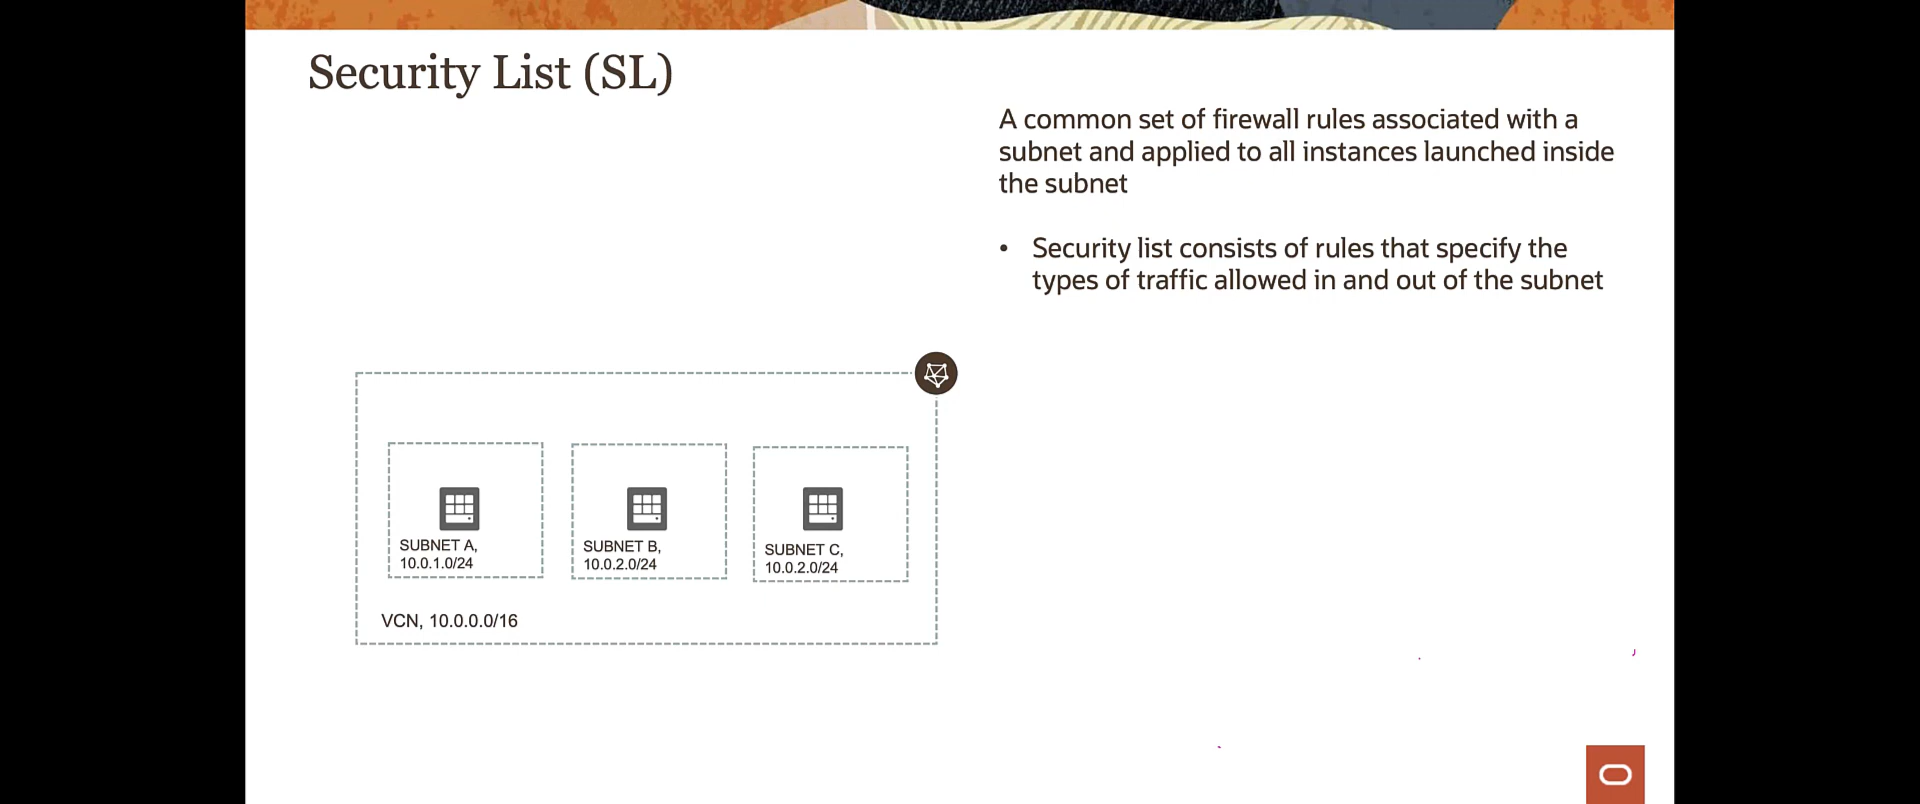 Security List (SL)
A common set of firewall rules associated with a
subnet and applied to all instances launched inside
the subnet
• Security list consists of rules that specify the
types of traffic allowed in and out of the subnet
SUBNET A,
10.0.1.0/24
SUBNET B,
10.0.2.0/24
SUBNET C,
10.0.2.0/24
VCN, 10.0.0.0/16